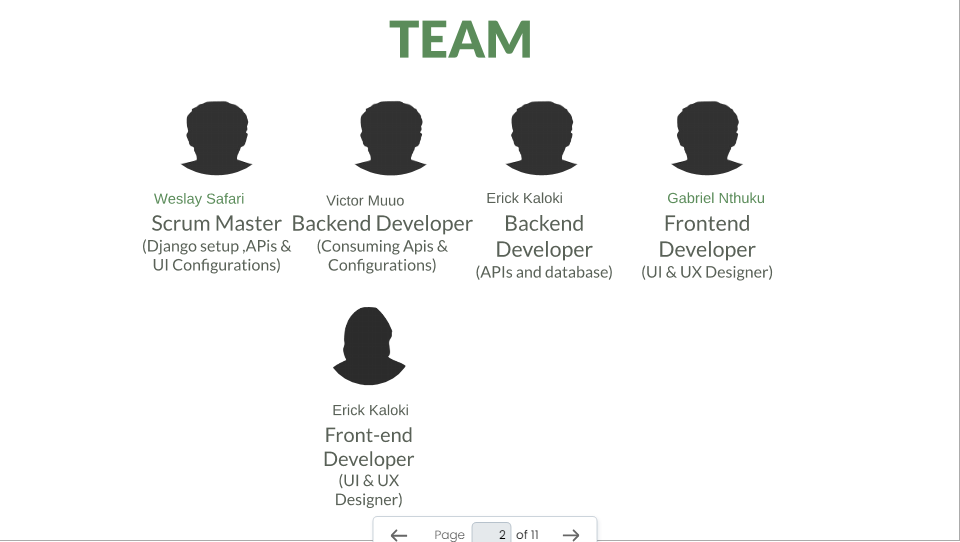 TEAM
Weslay Safari
Scrum Master
(Django setup ,APis &
UI Configurations)
Victor Muuo
Backend Developer
(Consuming Apis &
Configurations)
Erick Kaloki
Backend
Developer
(APIs and database)
Gabriel Nthuku
Frontend
Developer
(UI & UX Designer)
Erick Kaloki
Front-end
Developer
(UI & UX
Designer)
Page 2 of 11